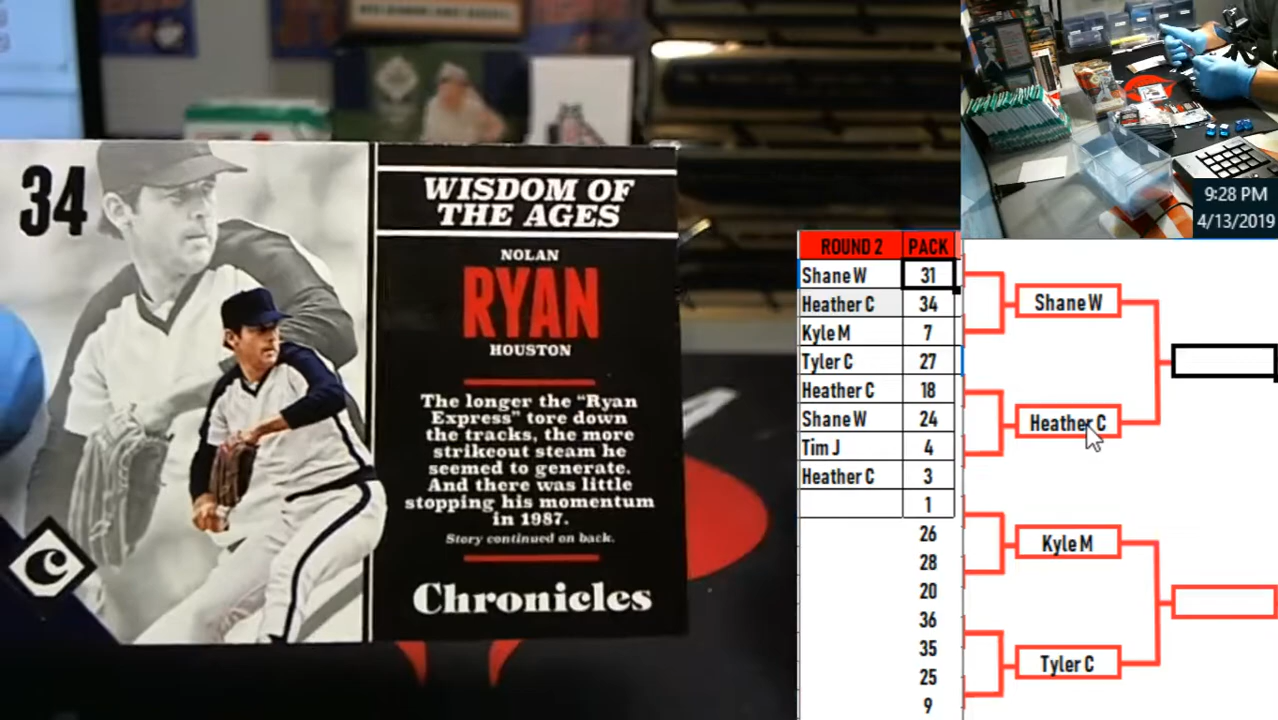 34
WISDOM OF
THE AGES
NOLAN
RYAN
HOUSTON
The longer the “Ryan
Express” tore down
the tracks, the more
strikeout steam he
seemed to generate.
And there was little
stopping his momentum
in 1987.
Story continued on back.
Chronicles
C
9:28 PM
4/13/2019
ROUND 2 PACK
Shane W 31
Heather C 34
Kyle M 7
Tyler C 27
Heather C 18
Shane W 24
Tim J 4
Heather C 3
1
26
28
20
36
35
25
9
Shane W
Heather C
Kyle M
Tyler C